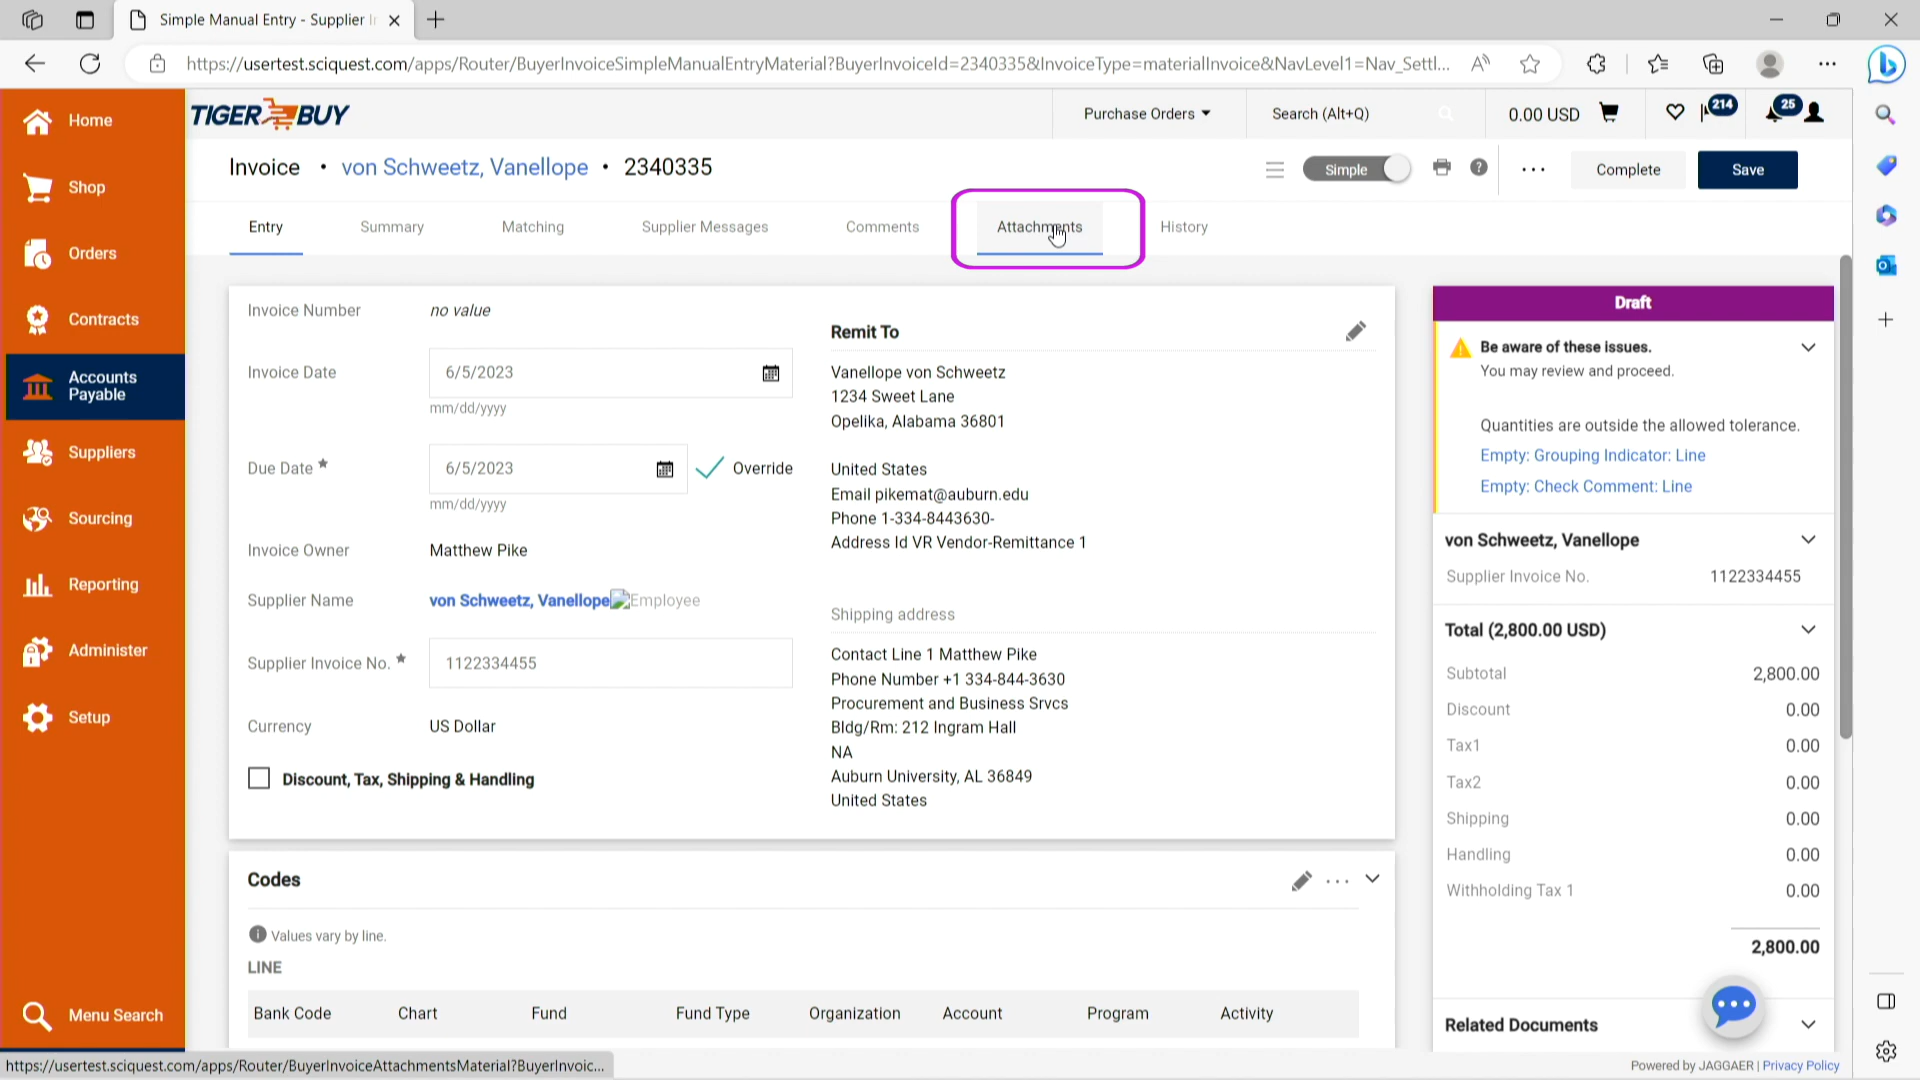 Simple Manual Entry - Supplier
https://usertest.sciquest.com/apps/Router/BuyerInvoiceSimpleManualEntryMaterial?BuyerInvoiceId=2340335&InvoiceType=materialInvoice&NavLevel1=Nav_Settl...
TIGER BUY
Purchase Orders
Search (Alt+Q)
0.00 USD
214
25
Home
Shop
Orders
Contracts
Accounts
Payable
Suppliers
Sourcing
Reporting
Administer
Setup
Menu Search
Invoice • von Schweetz, Vanellope • 2340335
Simple
Complete
Save
Entry
Summary
Matching
Supplier Messages
Comments
Attachments
History
Invoice Number no value
Invoice Date 6/5/2023
mm/dd/yyyy
Due Date * 6/5/2023 Override
mm/dd/yyyy
Invoice Owner Matthew Pike
Supplier Name von Schweetz, Vanellope Employee
Supplier Invoice No. * 1122334455
Currency US Dollar
Discount, Tax, Shipping & Handling
Remit To
Vanellope von Schweetz
1234 Sweet Lane
Opelika, Alabama 36801
United States
Email pikemat@auburn.edu
Phone 1-334-8443630-
Address Id VR Vendor-Remittance 1
Shipping address
Contact Line 1 Matthew Pike
Phone Number +1 334-844-3630
Procurement and Business Srvcs
Bldg/Rm: 212 Ingram Hall
NA
Auburn University, AL 36849
United States
Codes
Values vary by line.
LINE
Bank Code Chart Fund Fund Type Organization Account Program Activity
Draft
Be aware of these issues.
You may review and proceed.
Quantities are outside the allowed tolerance.
Empty: Grouping Indicator: Line
Empty: Check Comment: Line
von Schweetz, Vanellope
Supplier Invoice No. 1122334455
Total (2,800.00 USD)
Subtotal 2,800.00
Discount 0.00
Tax1 0.00
Tax2 0.00
Shipping 0.00
Handling 0.00
Withholding Tax 1 0.00
2,800.00
Related Documents
https://usertest.sciquest.com/apps/Router/BuyerInvoiceAttachmentsMaterial?BuyerInvoic...
Powered by JAGGAER | Privacy Policy